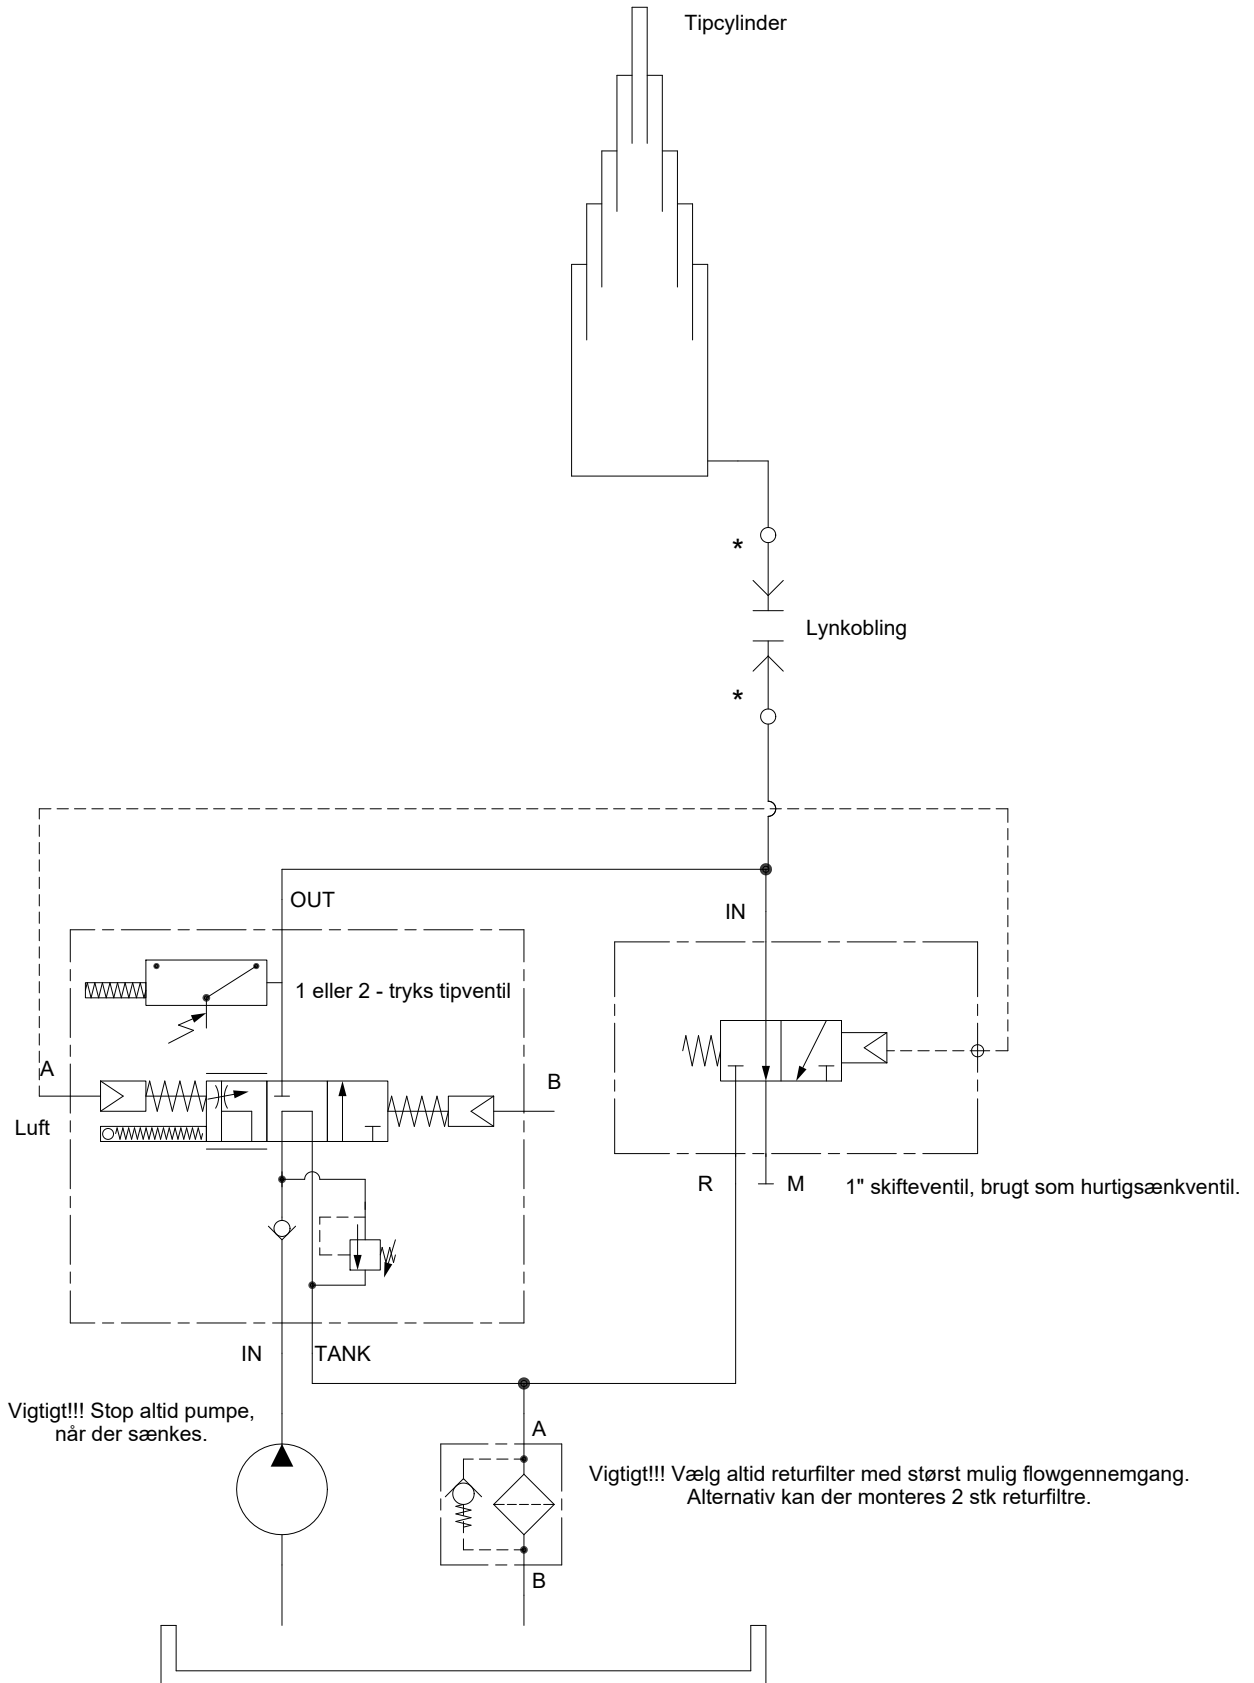 Tipcylinder
*
Lynkobling
*
OUT
IN
1 eller 2 - tryks tipventil
A
B
Luft
R
M
1" skifteventil, brugt som hurtigsænkventil.
IN
TANK
Vigtigt!!! Stop altid pumpe,
når der sænkes.
A
Vigtigt!!! Vælg altid returfilter med størst mulig flowgennemgang.
Alternativ kan der monteres 2 stk returfiltre.
B